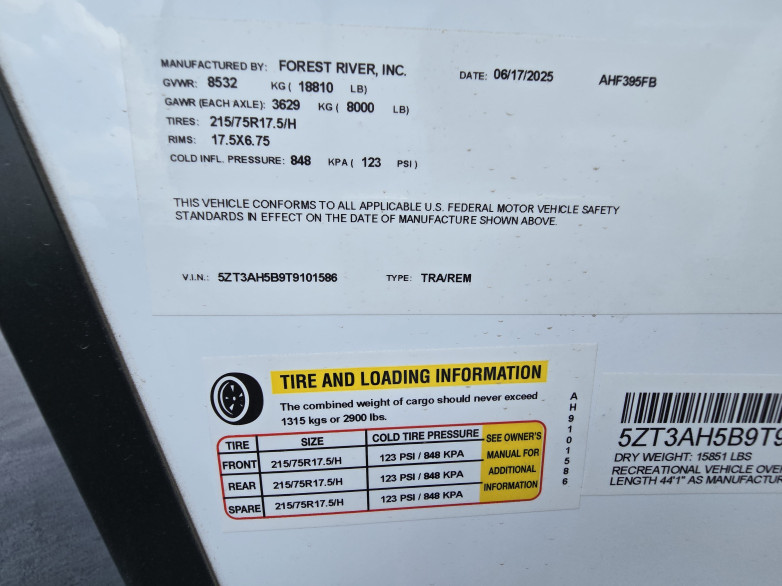 MANUFACTURED BY: FOREST RIVER, INC. DATE: 06/17/2025 AHF395FB
GVWR: 8532 KG ( 18810 LB)
GAWR (EACH AXLE): 3629 KG ( 8000 LB)
TIRES: 215/75R17.5/H
RIMS: 17.5X6.75
COLD INFL. PRESSURE: 848 KPA ( 123 PSI )
THIS VEHICLE CONFORMS TO ALL APPLICABLE U.S. FEDERAL MOTOR VEHICLE SAFETY
STANDARDS IN EFFECT ON THE DATE OF MANUFACTURE SHOWN ABOVE.
V.I.N.: 5ZT3AH5B9T9101586 TYPE: TRA/REM
TIRE AND LOADING INFORMATION
The combined weight of cargo should never exceed
1315 kgs or 2900 lbs.
TIRE SIZE COLD TIRE PRESSURE
FRONT 215/75R17.5/H 123 PSI / 848 KPA
REAR 215/75R17.5/H 123 PSI / 848 KPA
SPARE 215/75R17.5/H 123 PSI / 848 KPA
SEE OWNER'S
MANUAL FOR
ADDITIONAL
INFORMATION
AH9101586
5ZT3AH5B9T9
DRY WEIGHT: 15851 LBS
RECREATIONAL VEHICLE OVE
LENGTH 44'1" AS MANUFACTUR